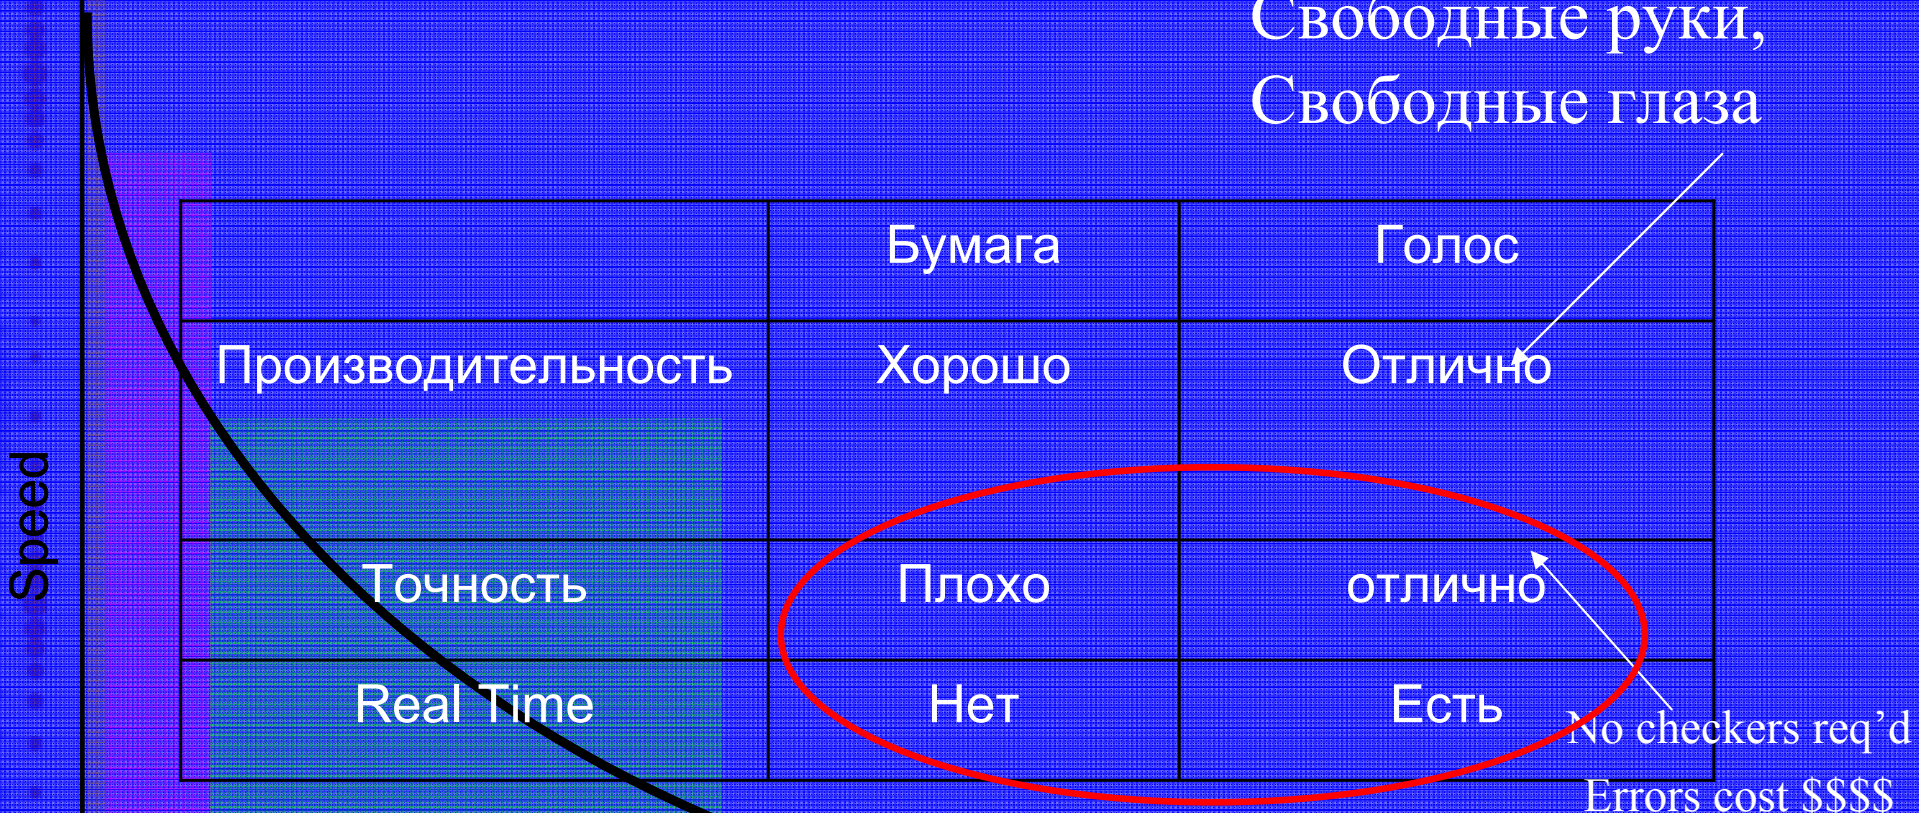 Свободные руки,
Свободные глаза
Бумага Голос
Производительность Хорошо Отлично
Speed
Точность Плохо отлично
Real Time Нет Есть
No checkers req’d
Errors cost $$$$